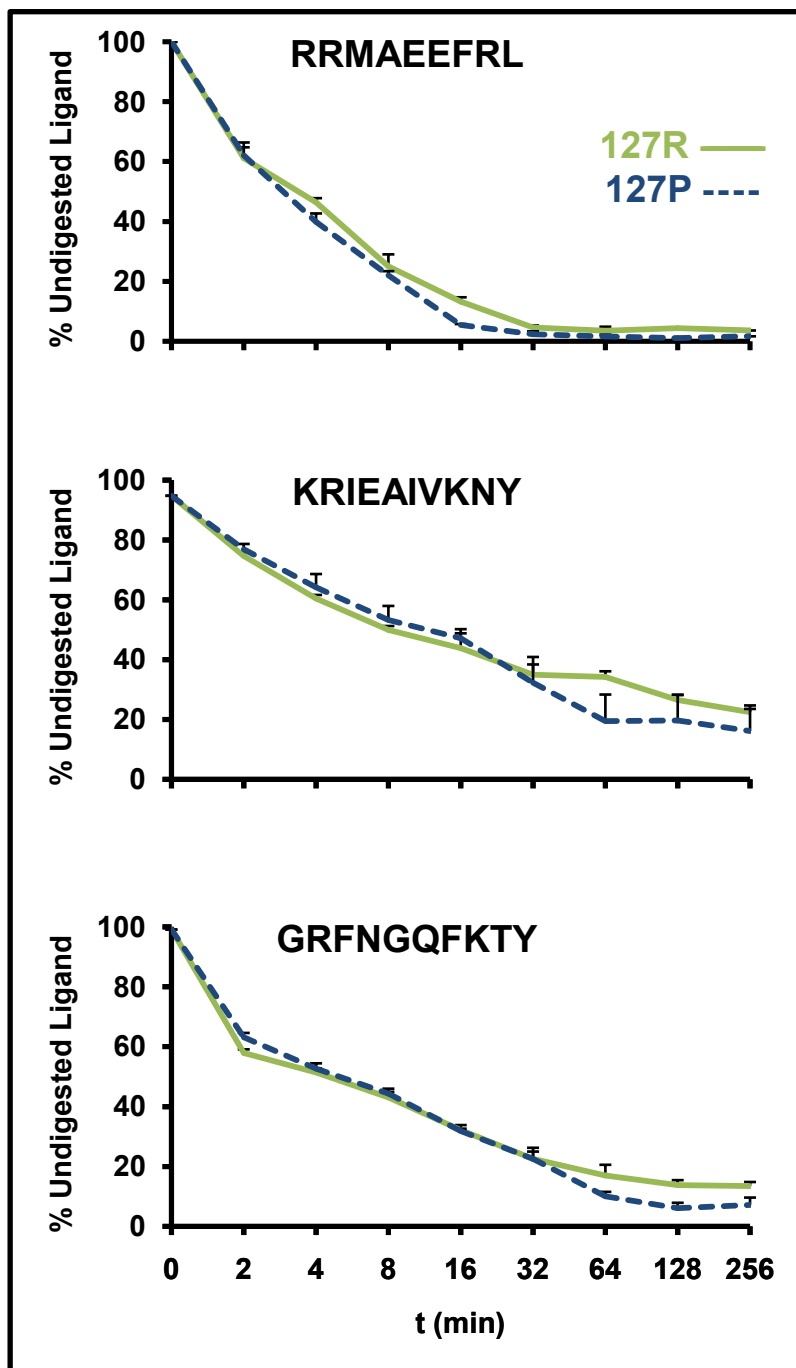 RRMAEEFRL
% Undigested Ligand
100
80
60
40
20
0
127R
127P
KRIEAIVKNY
% Undigested Ligand
100
80
60
40
20
0
GRFNGQFKTY
% Undigested Ligand
100
80
60
40
20
0
0 2 4 8 16 32 64 128 256
t (min)